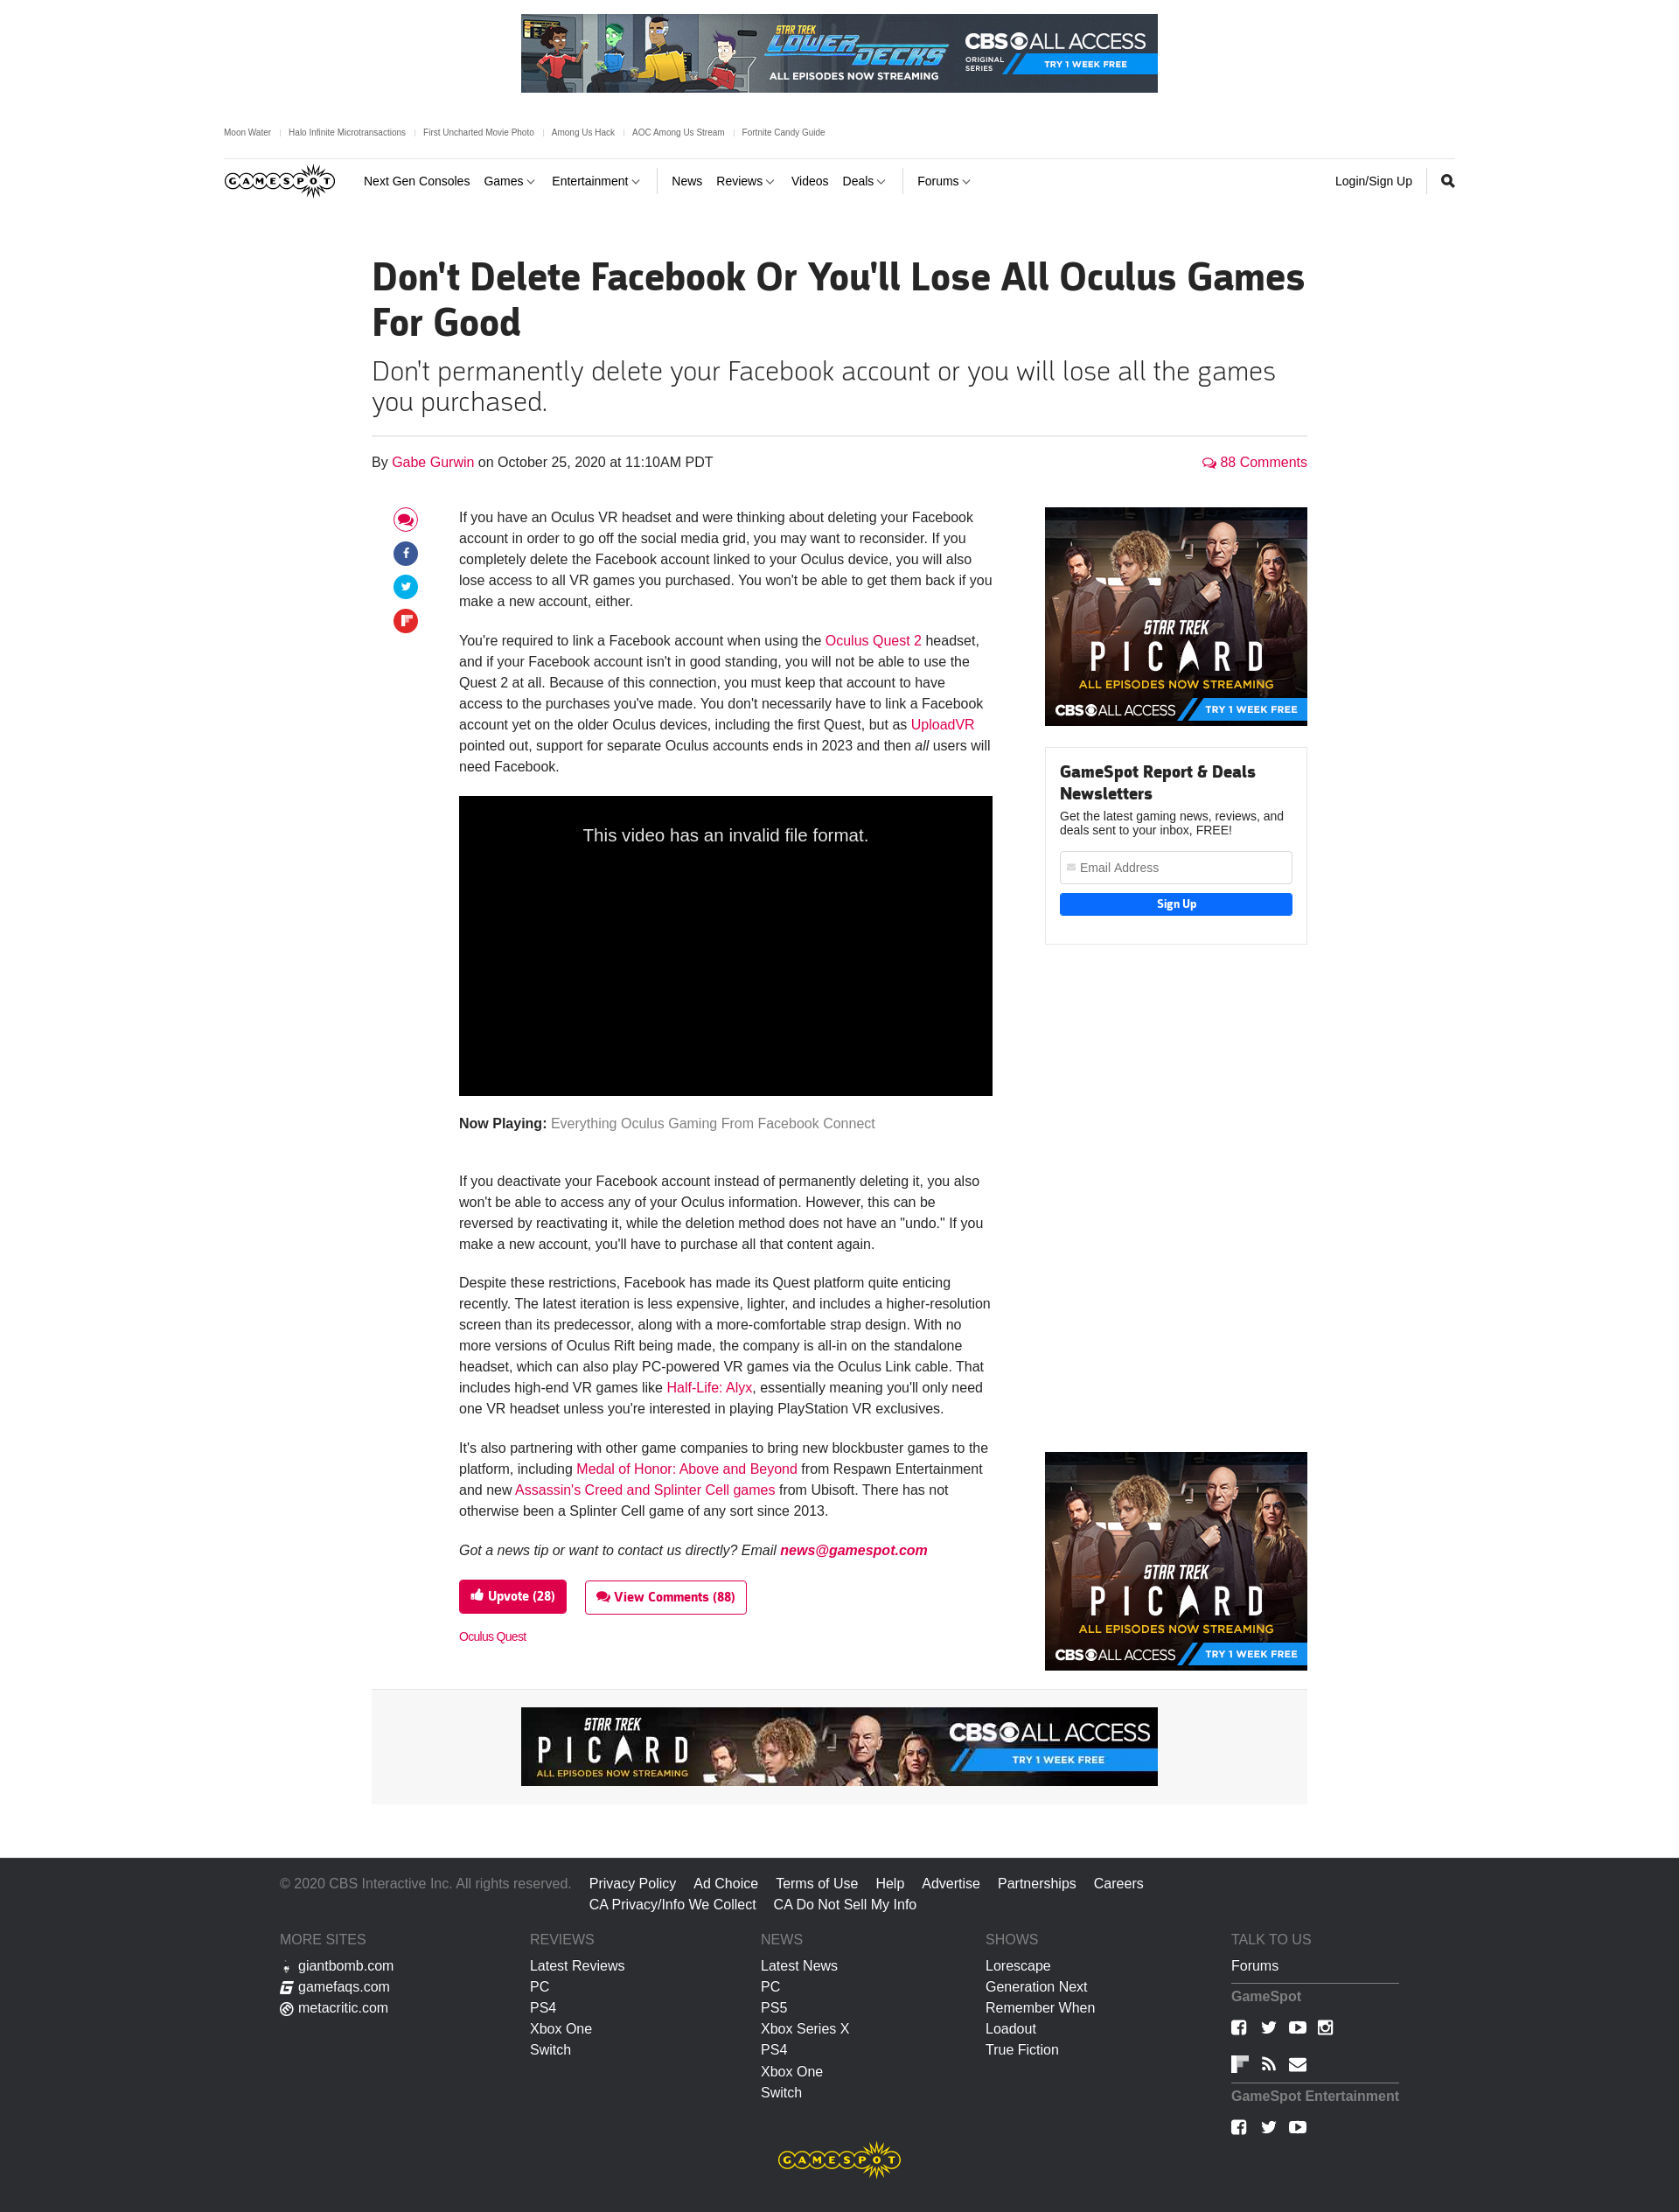 STAR TREK
LOWER DECKS
ALL EPISODES NOW STREAMING
CBS ALL ACCESS
ORIGINAL SERIES
TRY 1 WEEK FREE
Moon Water
Halo Infinite Microtransactions
First Uncharted Movie Photo
Among Us Hack
AOC Among Us Stream
Fortnite Candy Guide
GAMESPOT
Next Gen Consoles
Games
Entertainment
News
Reviews
Videos
Deals
Forums
Login/Sign Up
Don't Delete Facebook Or You'll Lose All Oculus Games
For Good
Don't permanently delete your Facebook account or you will lose all the games
you purchased.
By Gabe Gurwin on October 25, 2020 at 11:10AM PDT
88 Comments
If you have an Oculus VR headset and were thinking about deleting your Facebook
account in order to go off the social media grid, you may want to reconsider. If you
completely delete the Facebook account linked to your Oculus device, you will also
lose access to all VR games you purchased. You won't be able to get them back if you
make a new account, either.
You're required to link a Facebook account when using the Oculus Quest 2 headset,
and if your Facebook account isn't in good standing, you will not be able to use the
Quest 2 at all. Because of this connection, you must keep that account to have
access to the purchases you've made. You don't necessarily have to link a Facebook
account yet on the older Oculus devices, including the first Quest, but as UploadVR
pointed out, support for separate Oculus accounts ends in 2023 and then all users will
need Facebook.
This video has an invalid file format.
Now Playing: Everything Oculus Gaming From Facebook Connect
If you deactivate your Facebook account instead of permanently deleting it, you also
won't be able to access any of your Oculus information. However, this can be
reversed by reactivating it, while the deletion method does not have an "undo." If you
make a new account, you'll have to purchase all that content again.
Despite these restrictions, Facebook has made its Quest platform quite enticing
recently. The latest iteration is less expensive, lighter, and includes a higher-resolution
screen than its predecessor, along with a more-comfortable strap design. With no
more versions of Oculus Rift being made, the company is all-in on the standalone
headset, which can also play PC-powered VR games via the Oculus Link cable. That
includes high-end VR games like Half-Life: Alyx, essentially meaning you'll only need
one VR headset unless you're interested in playing PlayStation VR exclusives.
It's also partnering with other game companies to bring new blockbuster games to the
platform, including Medal of Honor: Above and Beyond from Respawn Entertainment
and new Assassin's Creed and Splinter Cell games from Ubisoft. There has not
otherwise been a Splinter Cell game of any sort since 2013.
Got a news tip or want to contact us directly? Email news@gamespot.com
Upvote (28)
View Comments (88)
Oculus Quest
STAR TREK
PICARD
ALL EPISODES NOW STREAMING
CBS ALL ACCESS
TRY 1 WEEK FREE
GameSpot Report & Deals
Newsletters
Get the latest gaming news, reviews, and
deals sent to your inbox, FREE!
Email Address
Sign Up
STAR TREK
PICARD
ALL EPISODES NOW STREAMING
CBS ALL ACCESS
TRY 1 WEEK FREE
STAR TREK
PICARD
ALL EPISODES NOW STREAMING
CBS ALL ACCESS
TRY 1 WEEK FREE
© 2020 CBS Interactive Inc. All rights reserved.
Privacy Policy
Ad Choice
Terms of Use
Help
Advertise
Partnerships
Careers
CA Privacy/Info We Collect
CA Do Not Sell My Info
MORE SITES
giantbomb.com
gamefaqs.com
metacritic.com
REVIEWS
Latest Reviews
PC
PS4
Xbox One
Switch
NEWS
Latest News
PC
PS5
Xbox Series X
PS4
Xbox One
Switch
SHOWS
Lorescape
Generation Next
Remember When
Loadout
True Fiction
TALK TO US
Forums
GameSpot
GameSpot Entertainment
GAMESPOT